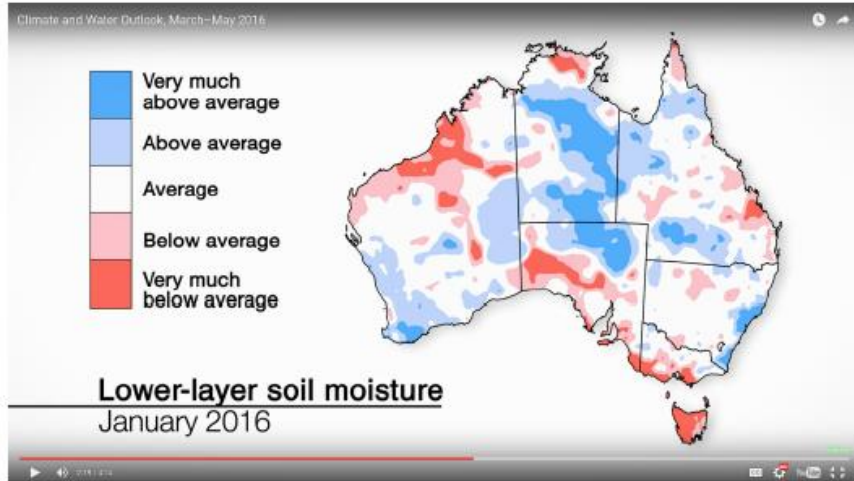 Climate and Water Outlook, March–May 2016
Very much
above average
Above average
Average
Below average
Very much
below average
Lower-layer soil moisture
January 2016